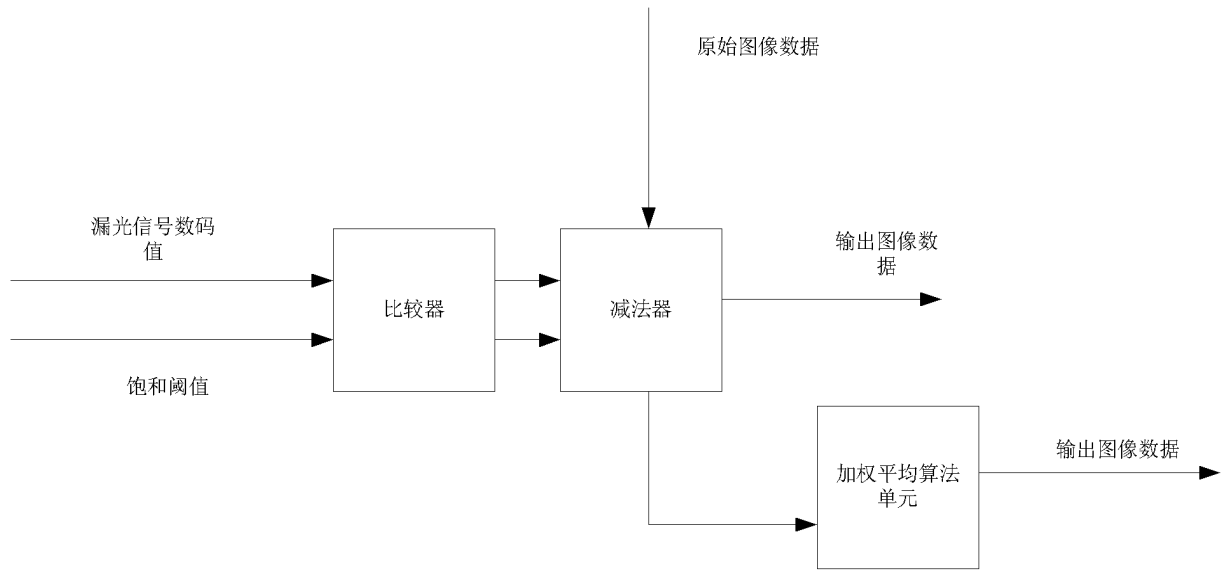 原始图像数据
漏光信号数码
值
输出图像数
据
比较器
减法器
饱和阈值
输出图像数据
加权平均算法
单元